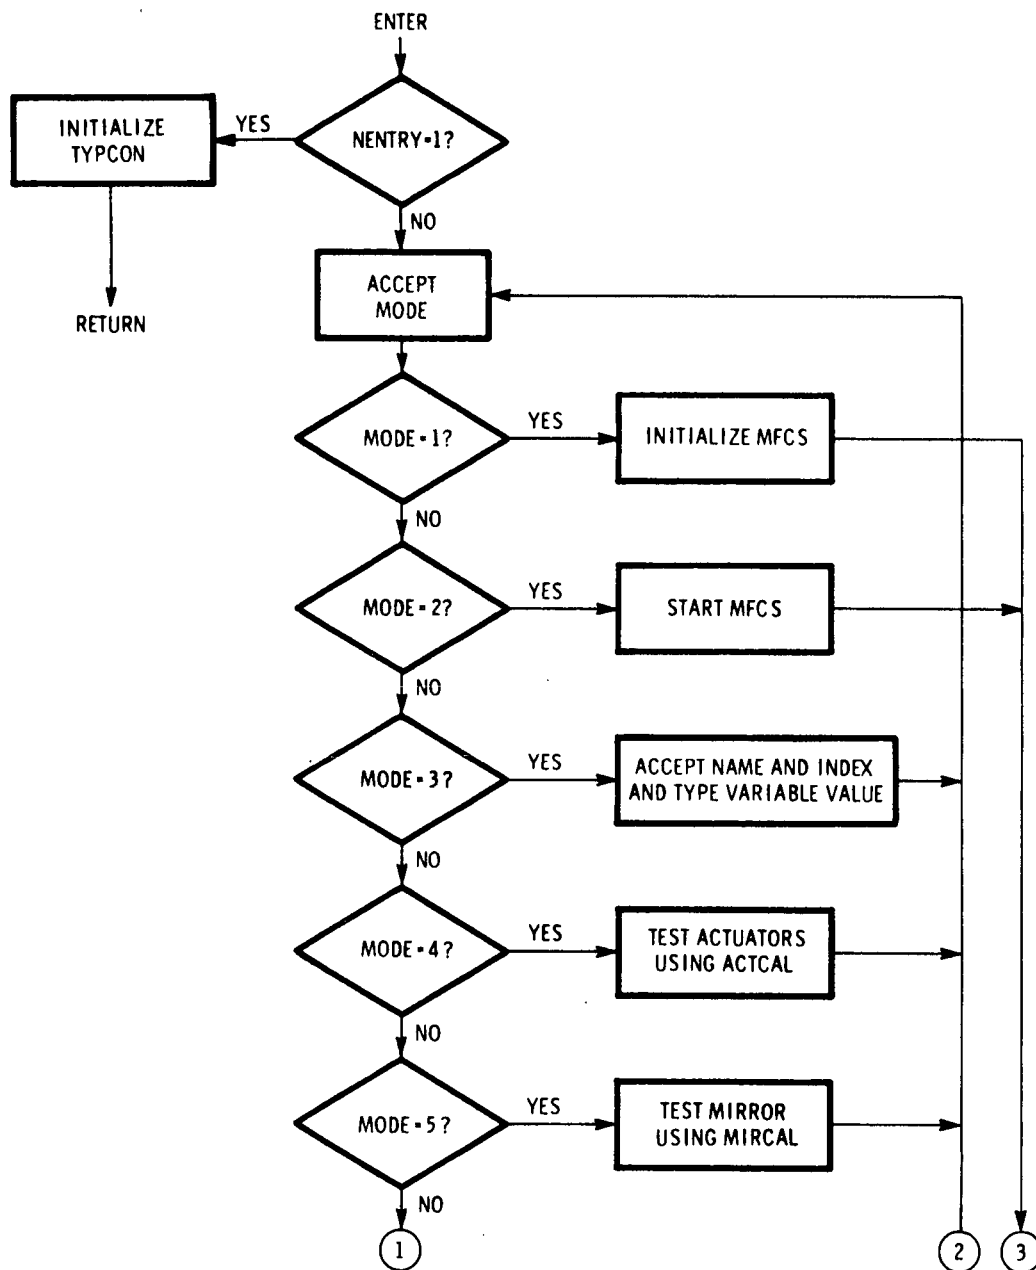 ENTER
NENTRY=1?
YES
INITIALIZE
TYPCON
NO
RETURN
ACCEPT
MODE
MODE=1?
YES
INITIALIZE MFCS
NO
MODE=2?
YES
START MFCS
NO
MODE=3?
YES
ACCEPT NAME AND INDEX
AND TYPE VARIABLE VALUE
NO
MODE=4?
YES
TEST ACTUATORS
USING ACTCAL
NO
MODE=5?
YES
TEST MIRROR
USING MIRCAL
NO
1
2
3